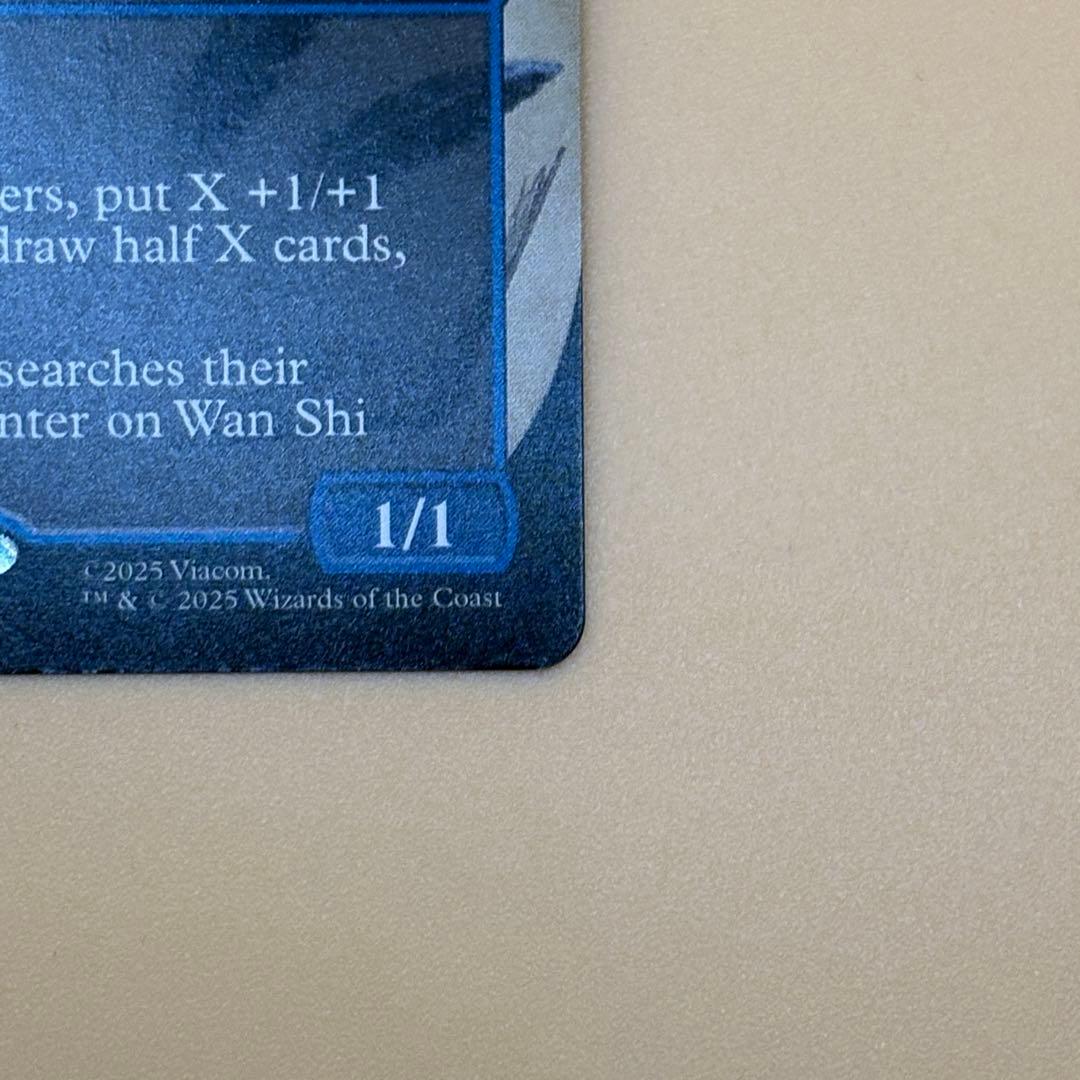 ers, put X +1/+1
draw half X cards,
searches their
nter on Wan Shi
1/1
©2025 Viacom.
™ & © 2025 Wizards of the Coast